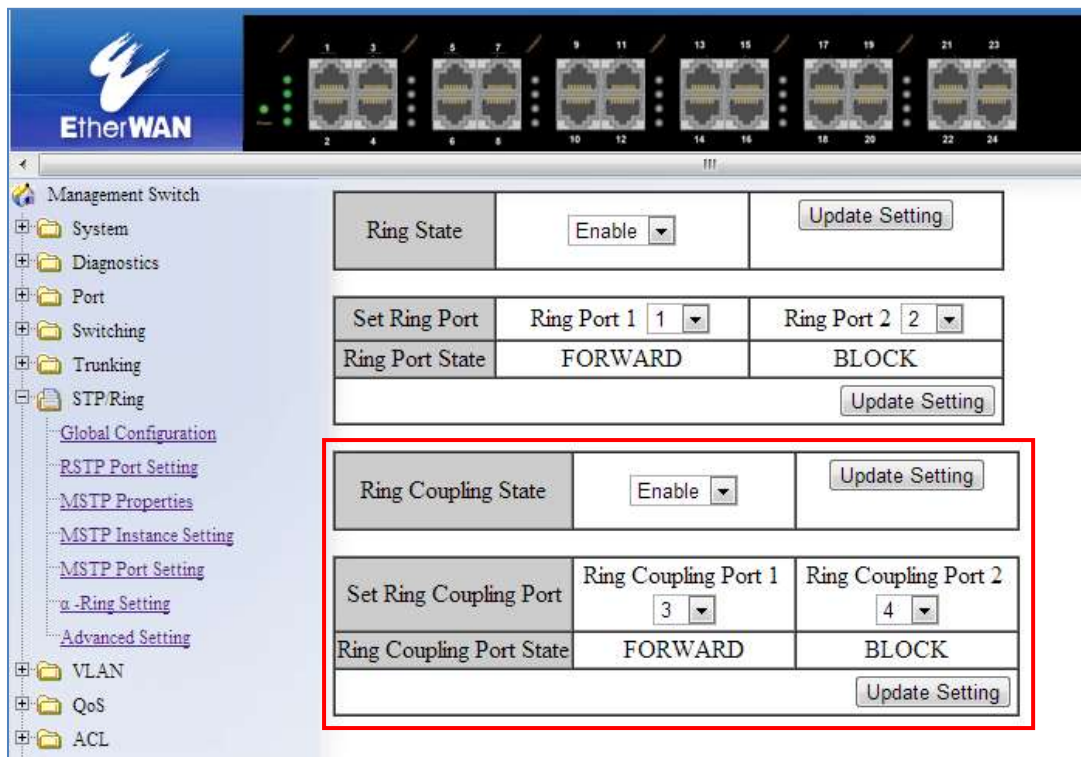 1 3 5 7 9 11 13 15 17 19 21 23
EtherWAN
Power
2 4 6 8 10 12 14 16 18 20 22 24
Management Switch
System
Diagnostics
Port
Switching
Trunking
STP/Ring
Global Configuration
RSTP Port Setting
MSTP Properties
MSTP Instance Setting
MSTP Port Setting
α -Ring Setting
Advanced Setting
VLAN
QoS
ACL
Ring State Enable Update Setting
Set Ring Port Ring Port 1 1 Ring Port 2 2
Ring Port State FORWARD BLOCK
Update Setting
Ring Coupling State Enable Update Setting
Set Ring Coupling Port Ring Coupling Port 1 3 Ring Coupling Port 2 4
Ring Coupling Port State FORWARD BLOCK
Update Setting